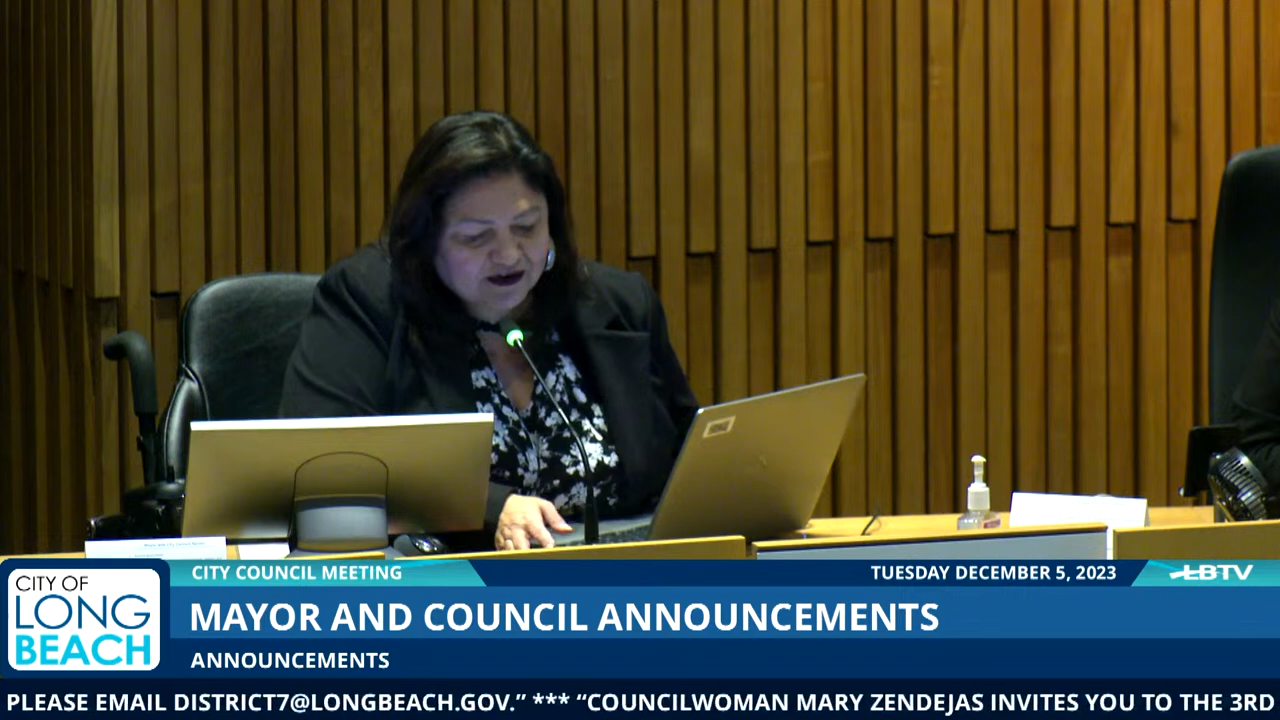 CITY COUNCIL MEETING
TUESDAY DECEMBER 5, 2023
LBTV
CITY OF
LONG
BEACH
MAYOR AND COUNCIL ANNOUNCEMENTS
ANNOUNCEMENTS
PLEASE EMAIL DISTRICT7@LONGBEACH.GOV.” *** “COUNCILWOMAN MARY ZENDEJAS INVITES YOU TO THE 3RD